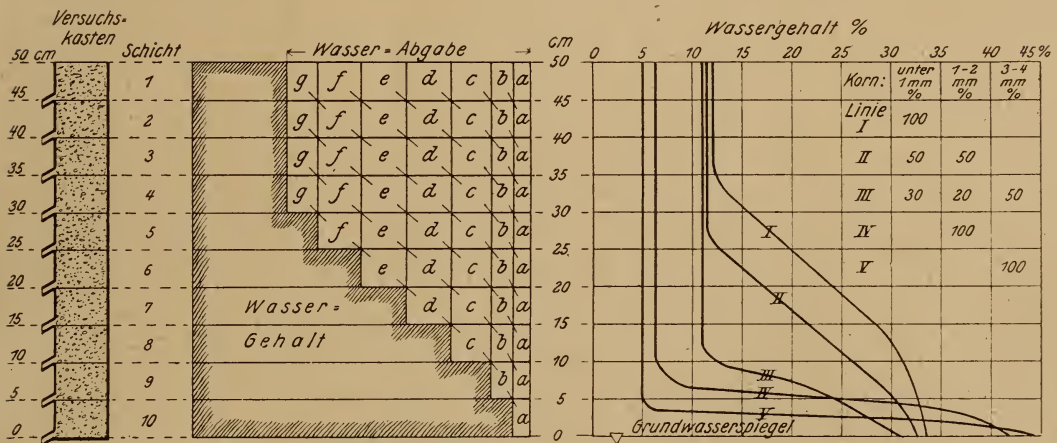 Versuchs-
kasten
50 cm
Schicht
← Wasser = Abgabe →
45
40
35
30
25
20
15
10
5
0
1
2
3
4
5
6
7
8
9
10
g f e d c b a
g f e d c b a
g f e d c b a
g f e d c b a
f e d c b a
e d c b a
d c b a
c b a
b a
a
Wasser =
Gehalt
cm
50
45
40
35
30
25
20
15
10
5
0
Wassergehalt %
0 5 10 15 20 25 30 35 40 45%
Korn: unter 1mm % 1-2 mm % 3-4 mm %
Linie
I 100
II 50 50
III 30 20 50
IV 100
V 100
I
II
III
IV
V
Grundwasserspiegel